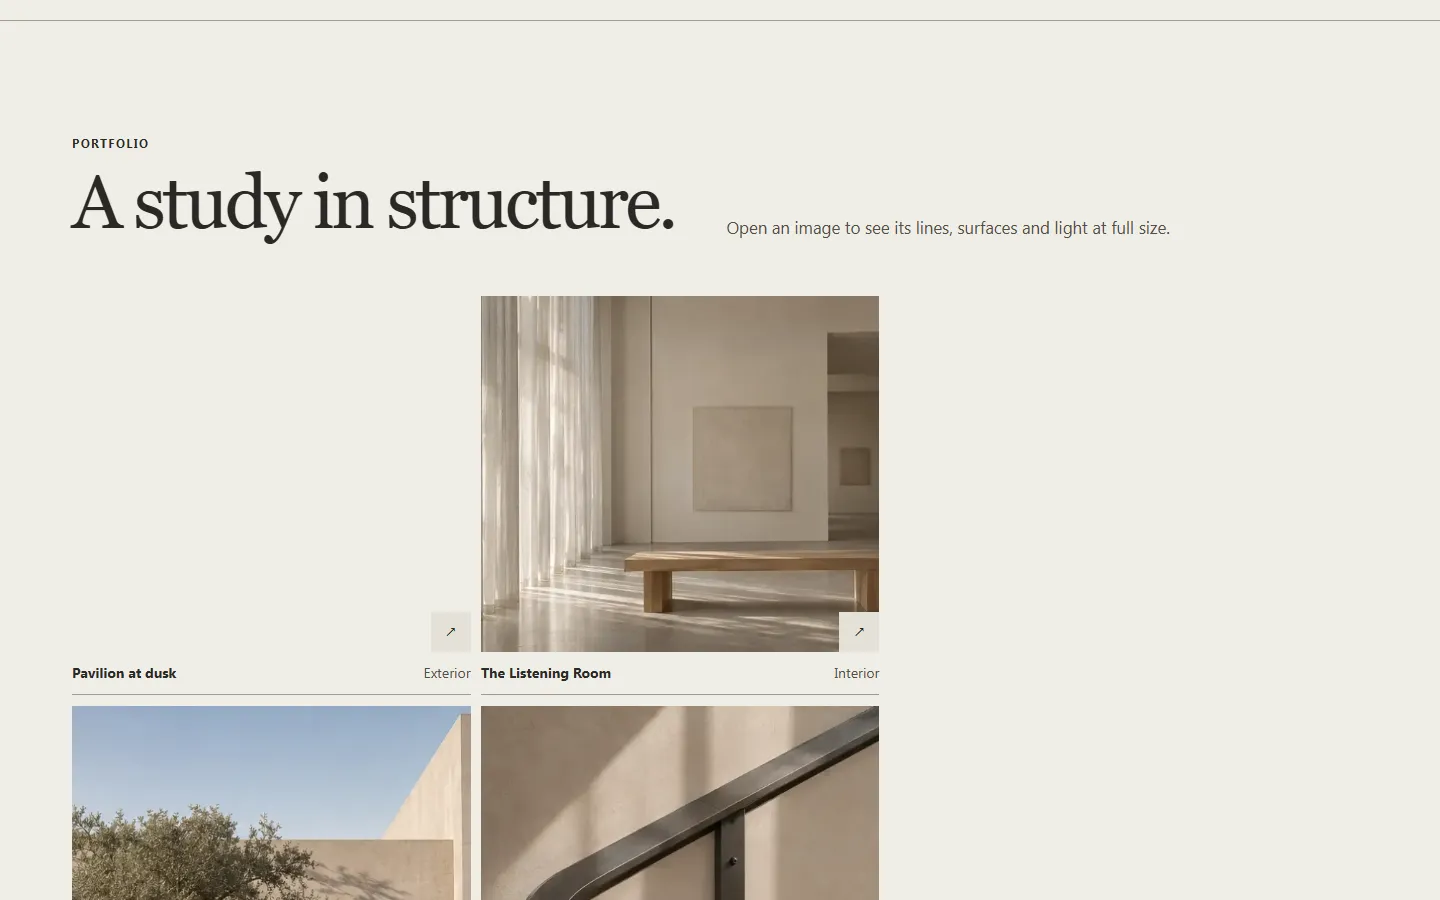 PORTFOLIO
A study in structure.
Open an image to see its lines, surfaces and light at full size.
↗
↗
Pavilion at dusk
Exterior
The Listening Room
Interior